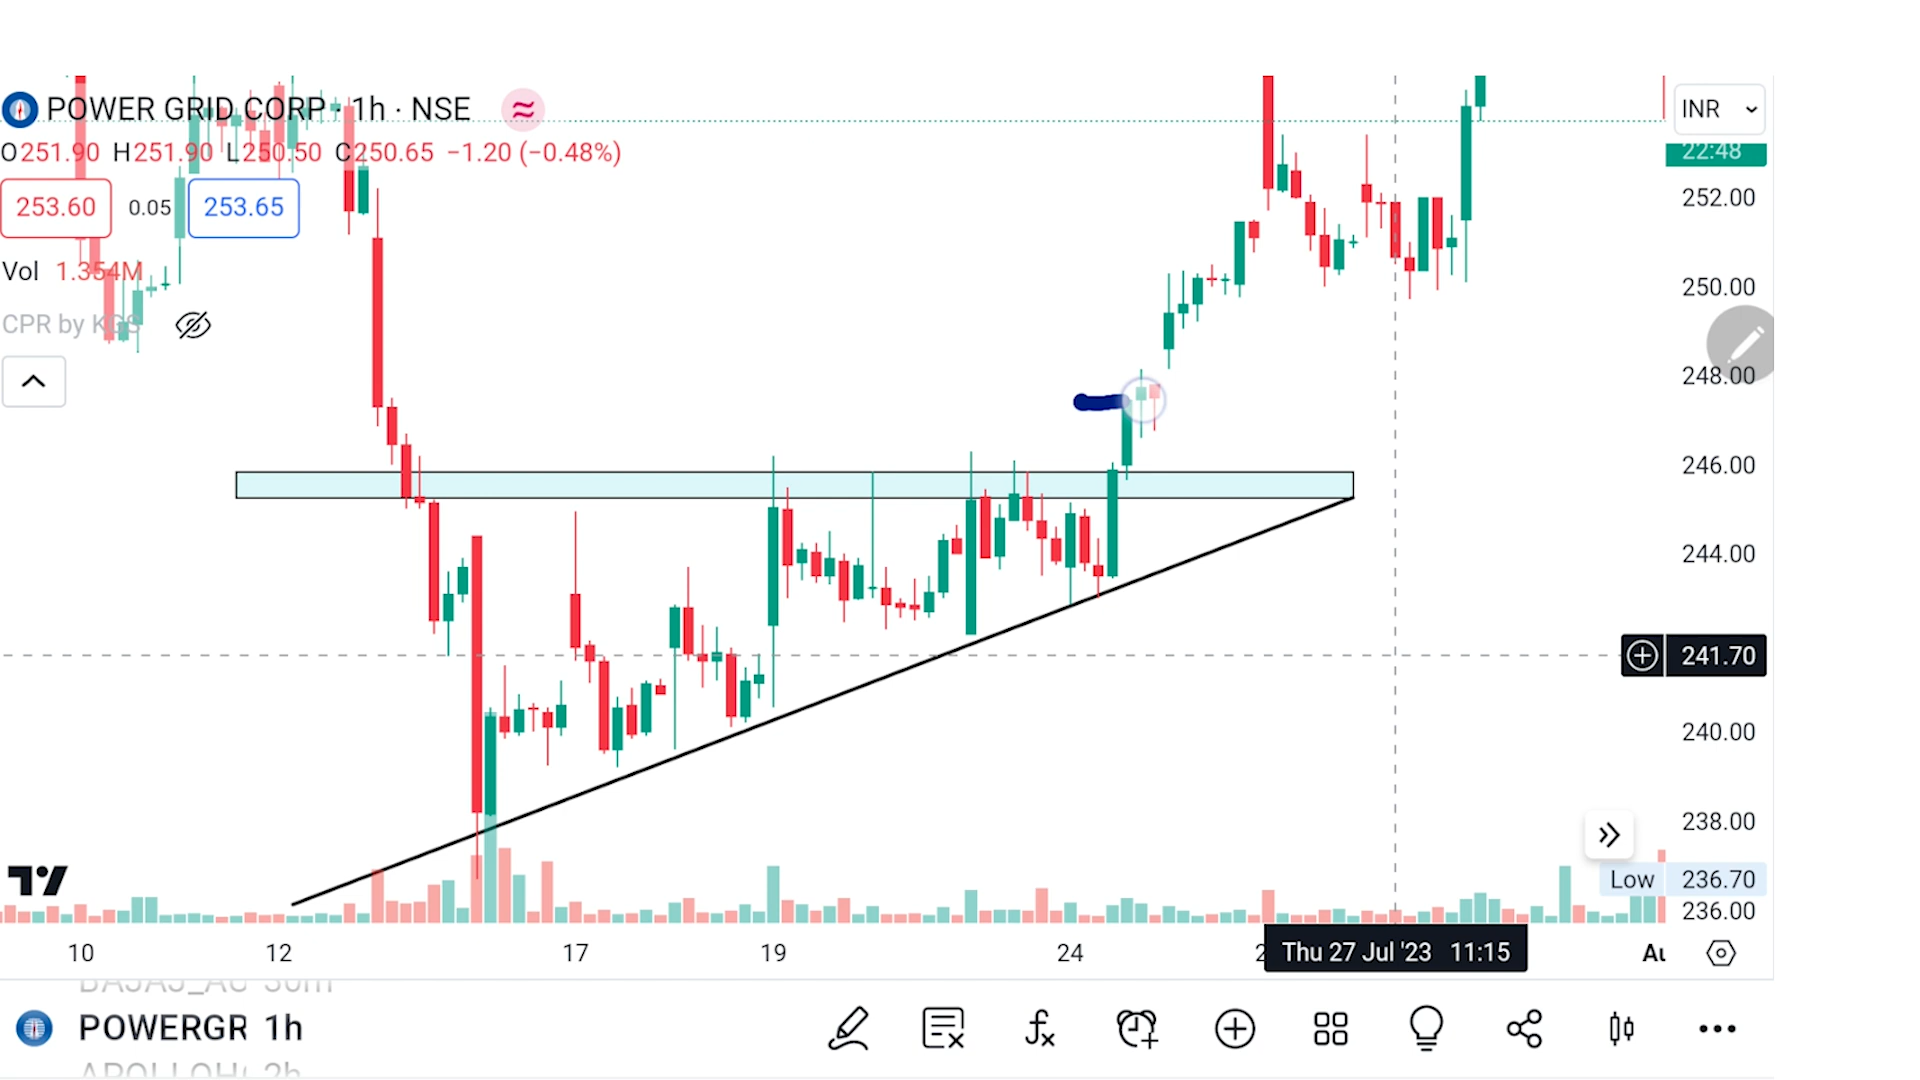 POWER GRID CORP · 1h · NSE
INR
O251.90 H251.90 L250.50 C250.65 −1.20 (−0.48%)
22:48
252.00
253.60 0.05 253.65
Vol 1.354M
250.00
CPR by KGS
248.00
246.00
244.00
241.70
240.00
238.00
Low 236.70
236.00
10 12 17 19 24 Thu 27 Jul '23 11:15
POWERGR 1h